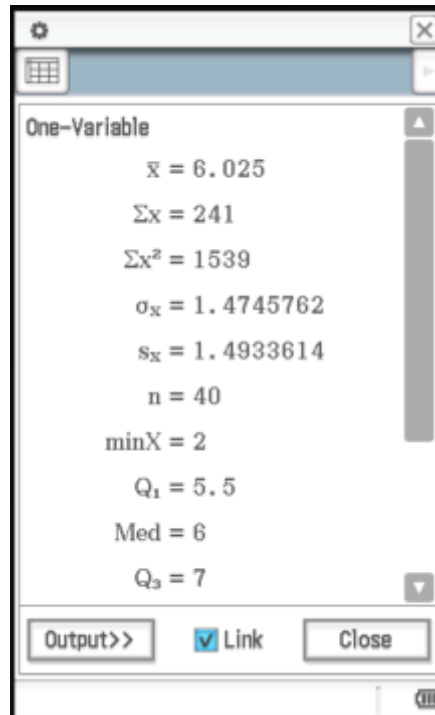 One-Variable
x̄ = 6.025
Σx = 241
Σx² = 1539
σx = 1.4745762
sx = 1.4933614
n = 40
minX = 2
Q₁ = 5.5
Med = 6
Q₃ = 7
Output>> Link Close